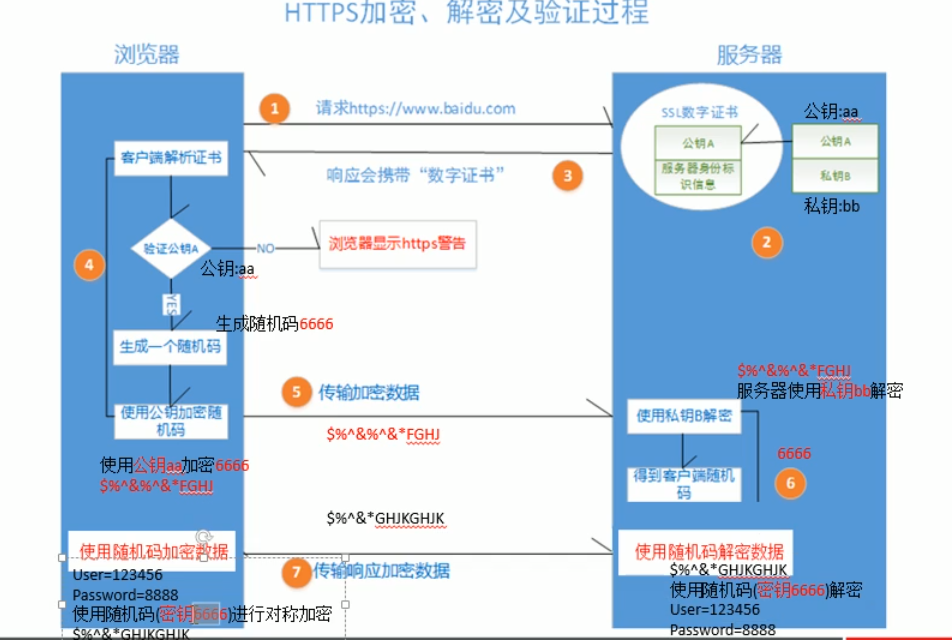 HTTPS加密、解密及验证过程
浏览器
服务器
1
请求https://www.baidu.com
SSL数字证书
公钥A
服务器身份标
识信息
公钥:aa
公钥A
私钥B
私钥:bb
2
响应会携带“数字证书”
3
客户端解析证书
验证公钥A
NO
浏览器显示https警告
4
公钥:aa
YES
生成随机码6666
生成一个随机码
使用公钥加密随
机码
5
传输加密数据
$%^&%^&*FGHJ
$%^&%^&*FGHJ
服务器使用私钥bb解密
使用私钥B解密
6666
得到客户端随机
码
6
使用公钥aa加密6666
$%^&%^&*FGHJ
$%^&*GHJKGHJK
使用随机码加密数据
7
传输响应加密数据
使用随机码解密数据
User=123456
Password=8888
使用随机码(密钥6666)进行对称加密
$%^&*GHJKGHJK
$%^&*GHJKGHJK
使用随机码(密钥6666)解密
User=123456
Password=8888